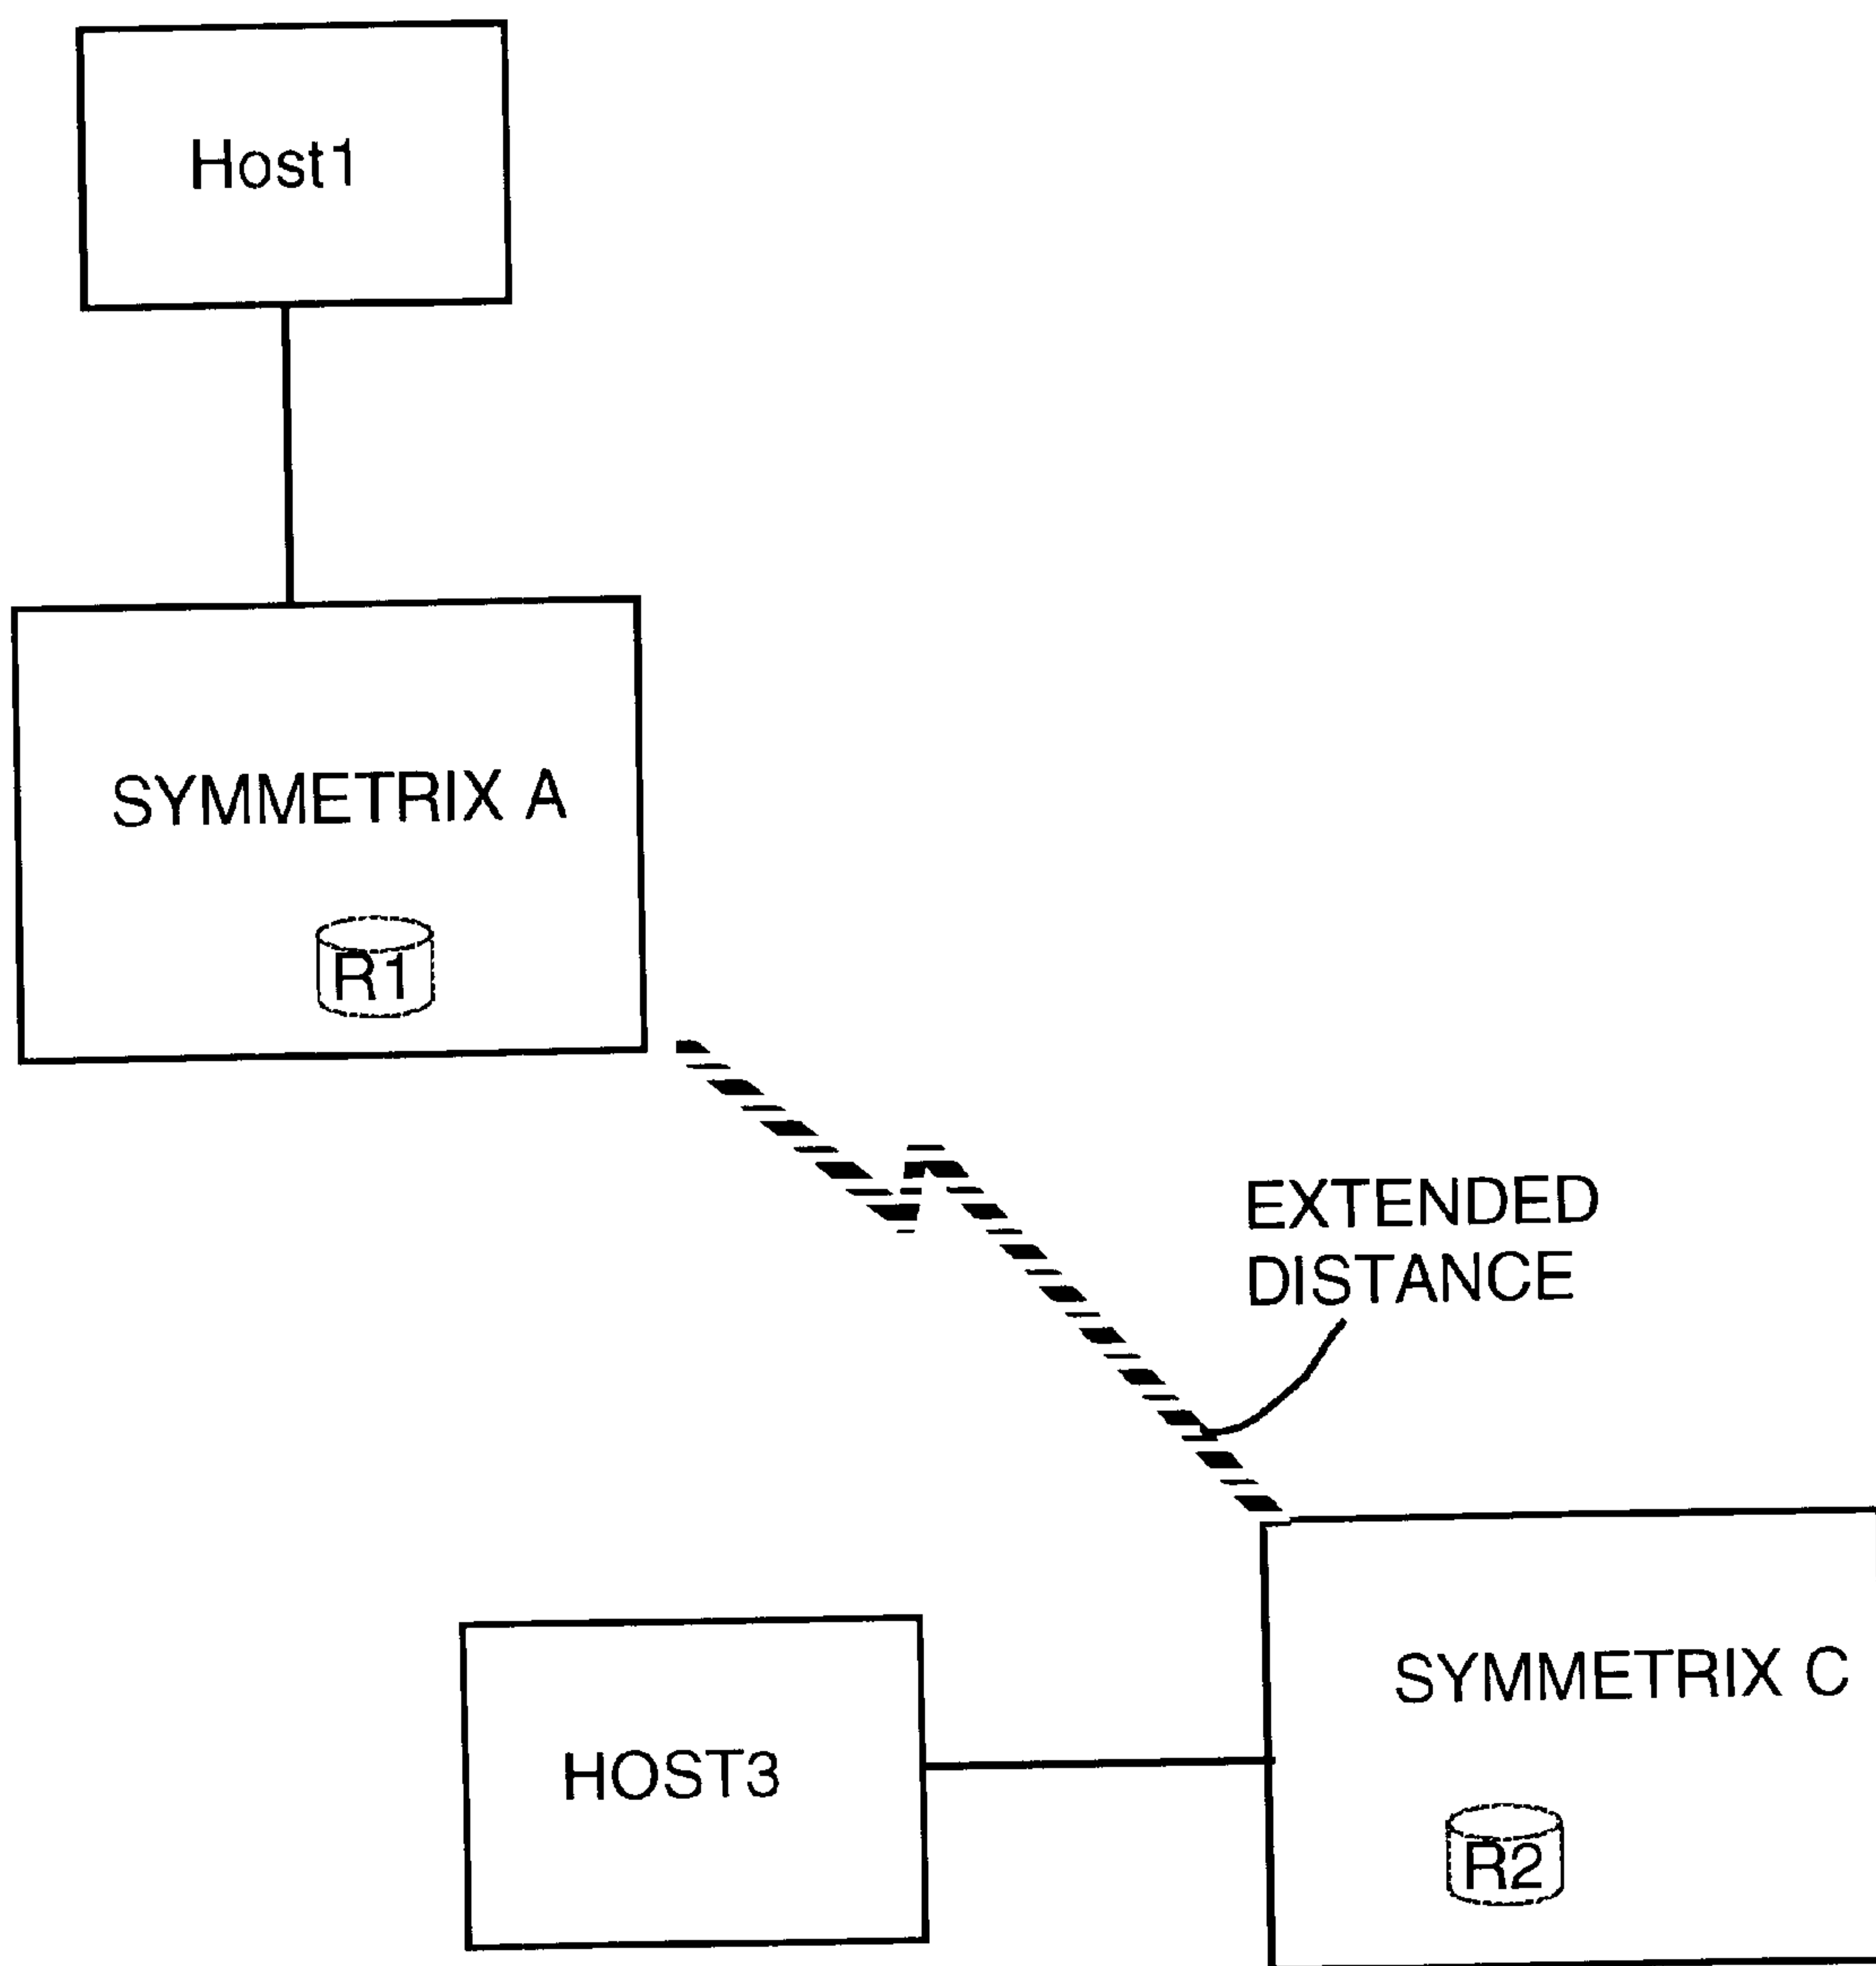 Host1
SYMMETRIX A
R1
EXTENDED
DISTANCE
SYMMETRIX C
HOST3
R2